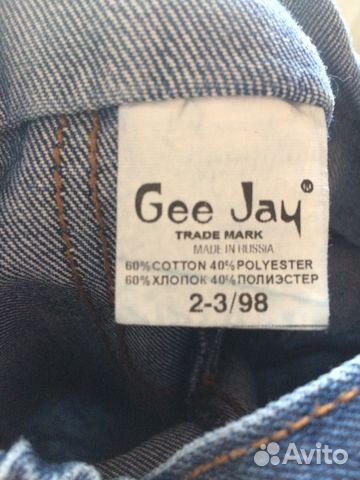 Gee Jay
TRADE MARK
MADE IN RUSSIA
60% COTTON 40% POLYESTER
60% ХЛОПОК 40% ПОЛИЭСТЕР
2-3/98
Avito